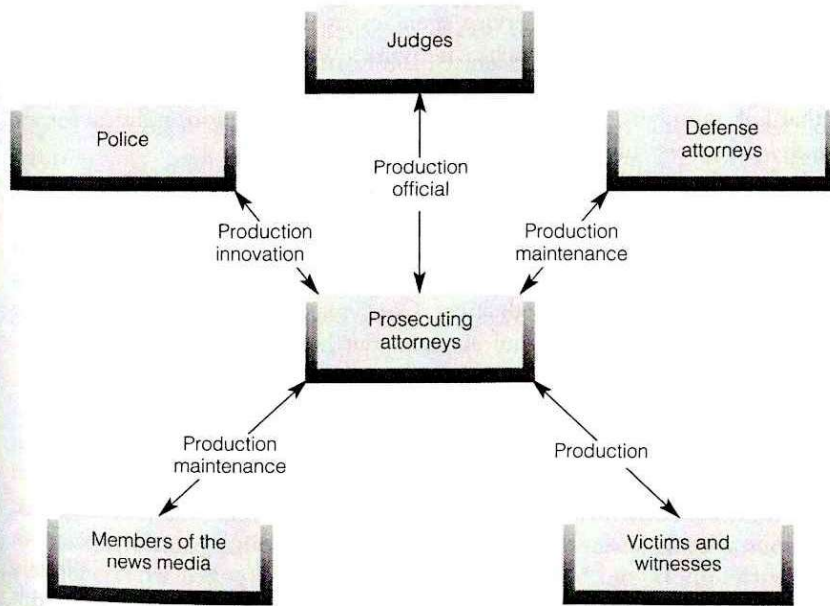 Judges
Police
Defense
attorneys
Production
official
Production
innovation
Production
maintenance
Prosecuting
attorneys
Production
maintenance
Production
Members of the
news media
Victims and
witnesses